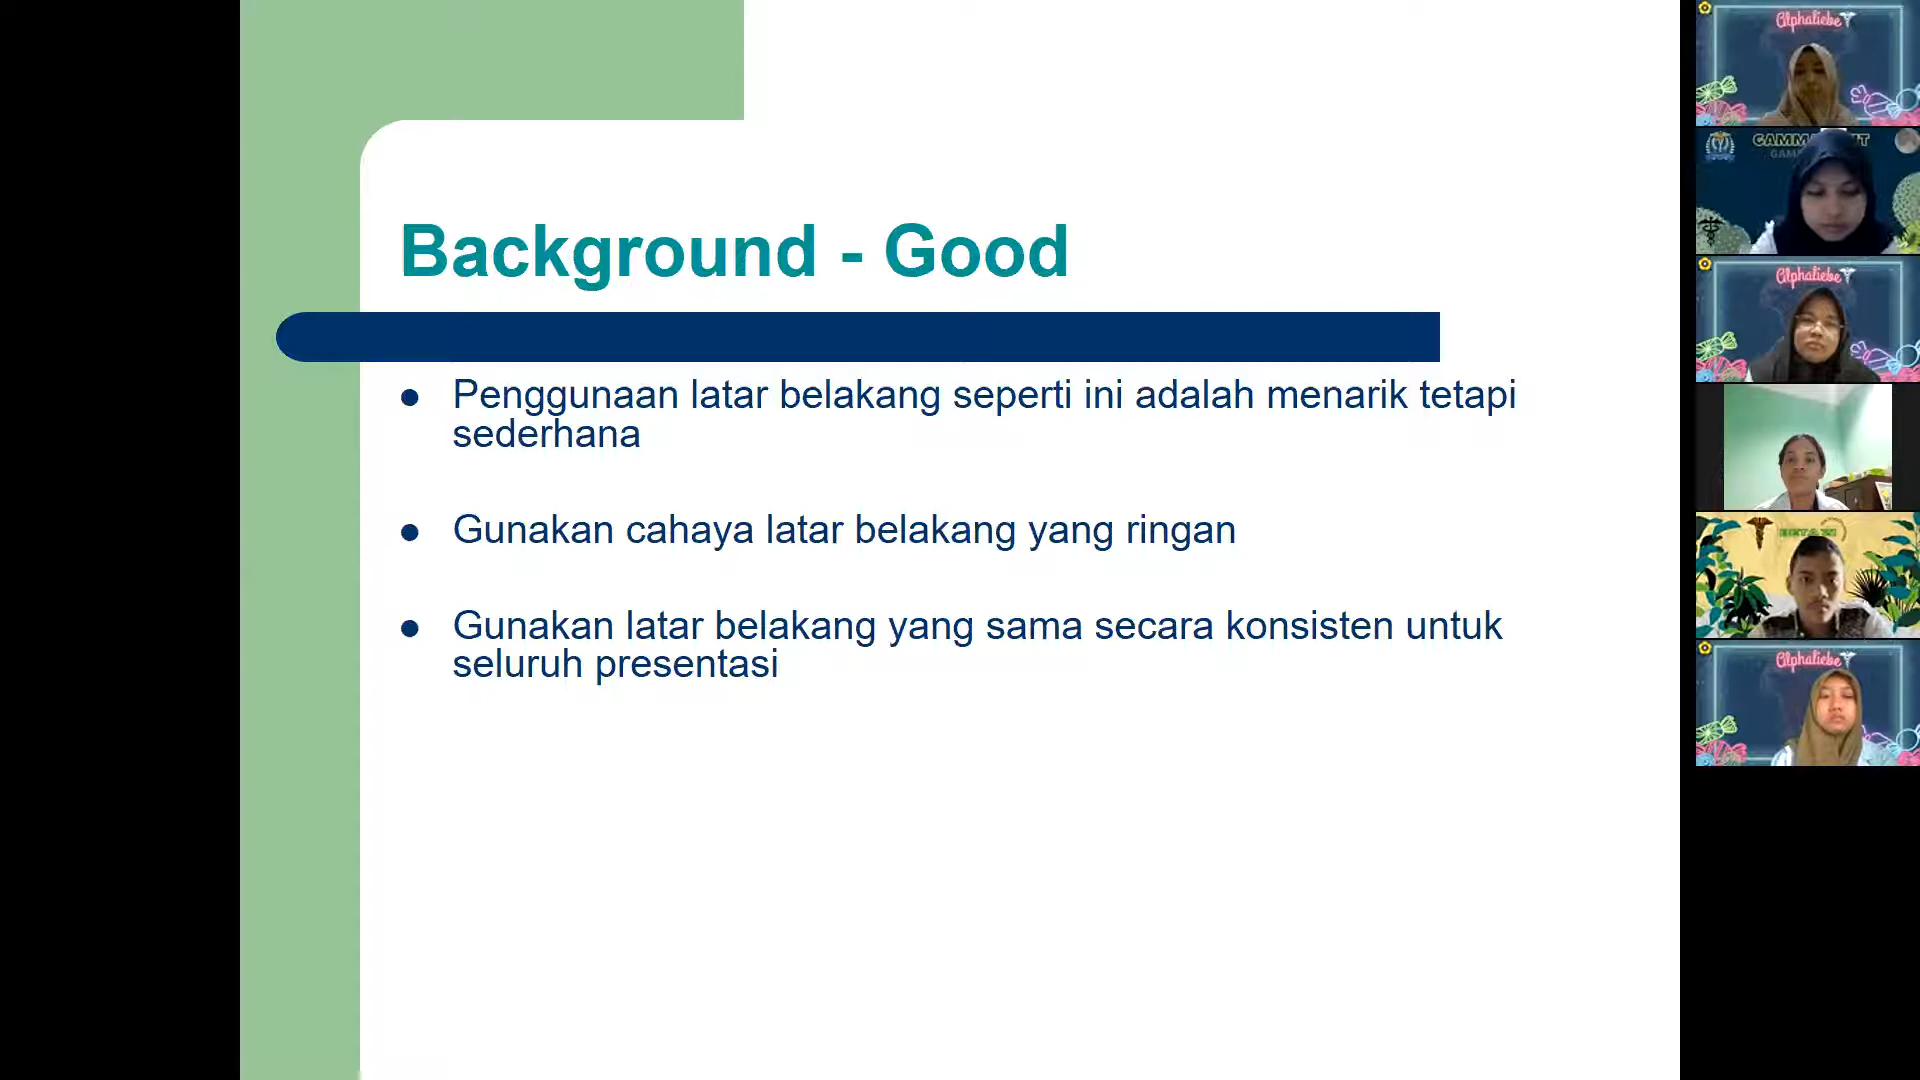 Background - Good
Penggunaan latar belakang seperti ini adalah menarik tetapi
sederhana
Gunakan cahaya latar belakang yang ringan
Gunakan latar belakang yang sama secara konsisten untuk
seluruh presentasi
Alphaliebe
Alphaliebe
Alphaliebe